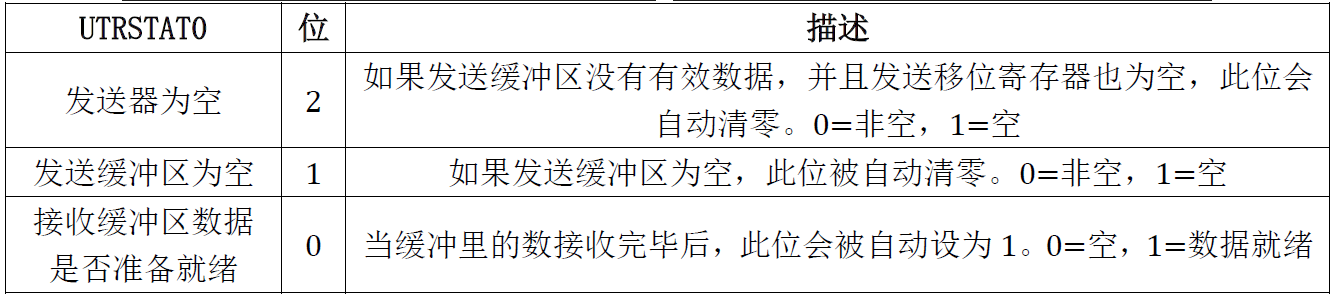 UTRSTAT0 位 描述
发送器为空 2 如果发送缓冲区没有有效数据，并且发送移位寄存器也为空，此位会
自动清零。0=非空，1=空
发送缓冲区为空 1 如果发送缓冲区为空，此位被自动清零。0=非空，1=空
接收缓冲区数据
是否准备就绪 0 当缓冲里的数接收完毕后，此位会被自动设为1。0=空，1=数据就绪